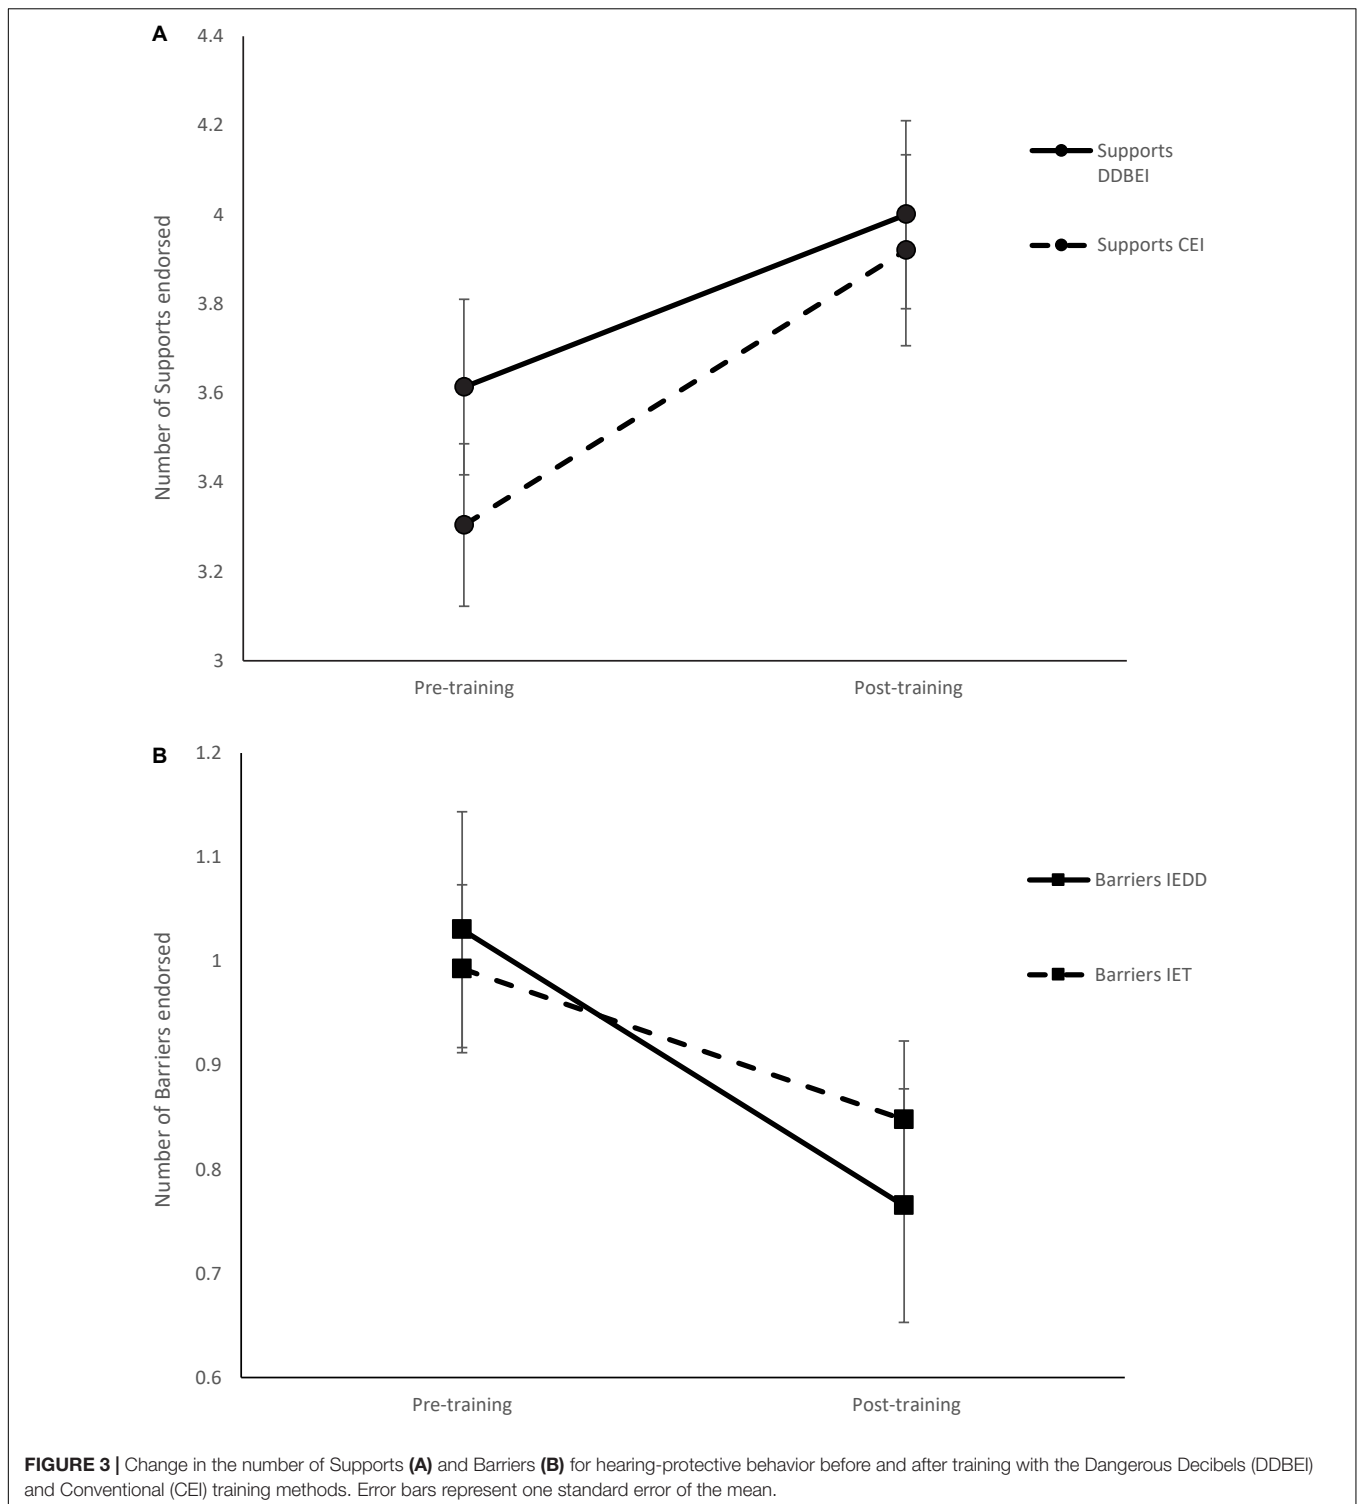 A
4.4
4.2
4
3.8
3.6
3.4
3.2
3
Number of Supports endorsed
Pre-training
Post-training
Supports
DDBEI
Supports CEI
B
1.2
1.1
1
0.9
0.8
0.7
0.6
Number of Barriers endorsed
Pre-training
Post-training
Barriers IEDD
Barriers IET
FIGURE 3 | Change in the number of Supports (A) and Barriers (B) for hearing-protective behavior before and after training with the Dangerous Decibels (DDBEI)
and Conventional (CEI) training methods. Error bars represent one standard error of the mean.